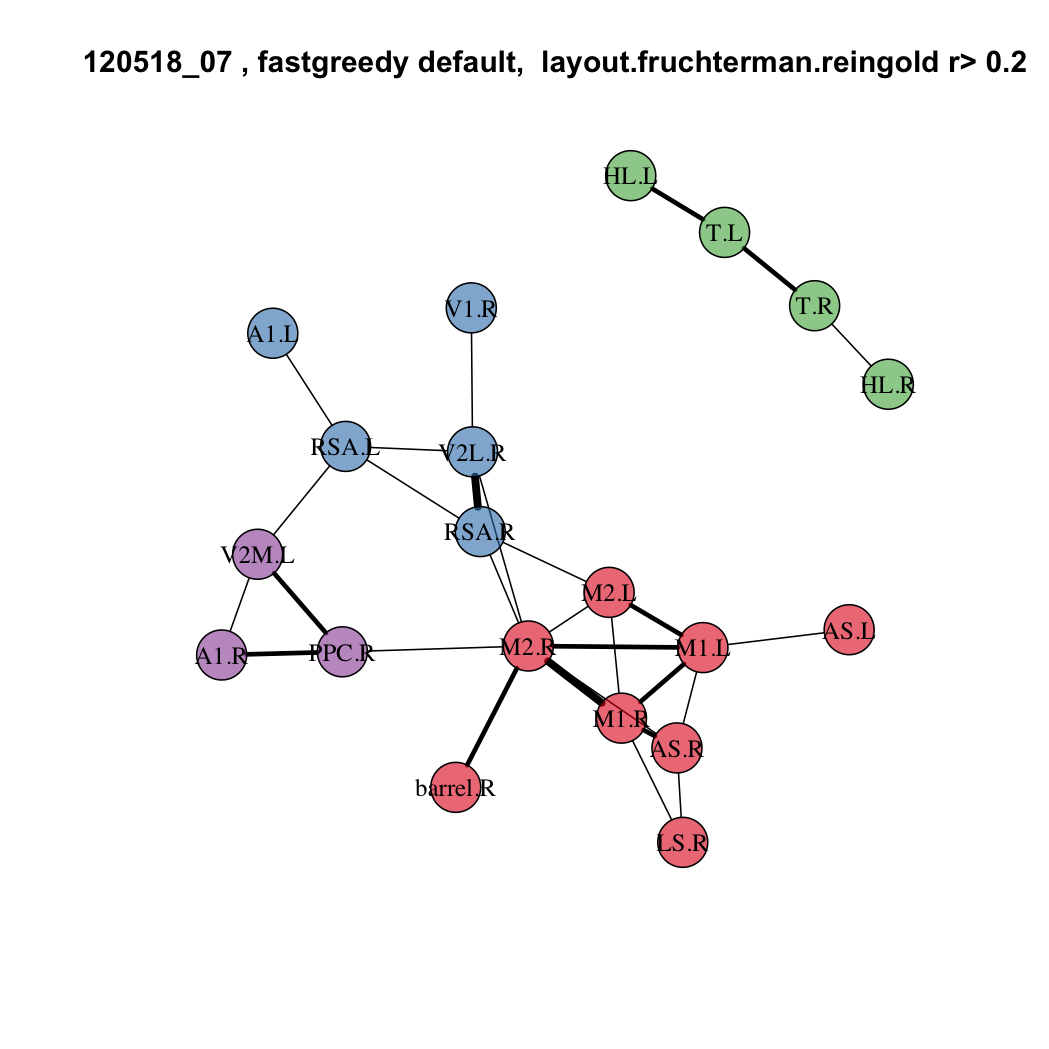 120518_07 , fastgreedy default,  layout.fruchterman.reingold r> 0.2
HL.L
T.L
T.R
V1.R
A1.L
HL.R
RSA.L
V2L.R
RSA.R
V2M.L
M2.L
AS.L
M2.R
M1.L
PPC.R
A1.R
M1.R
AS.R
barrel.R
LS.R